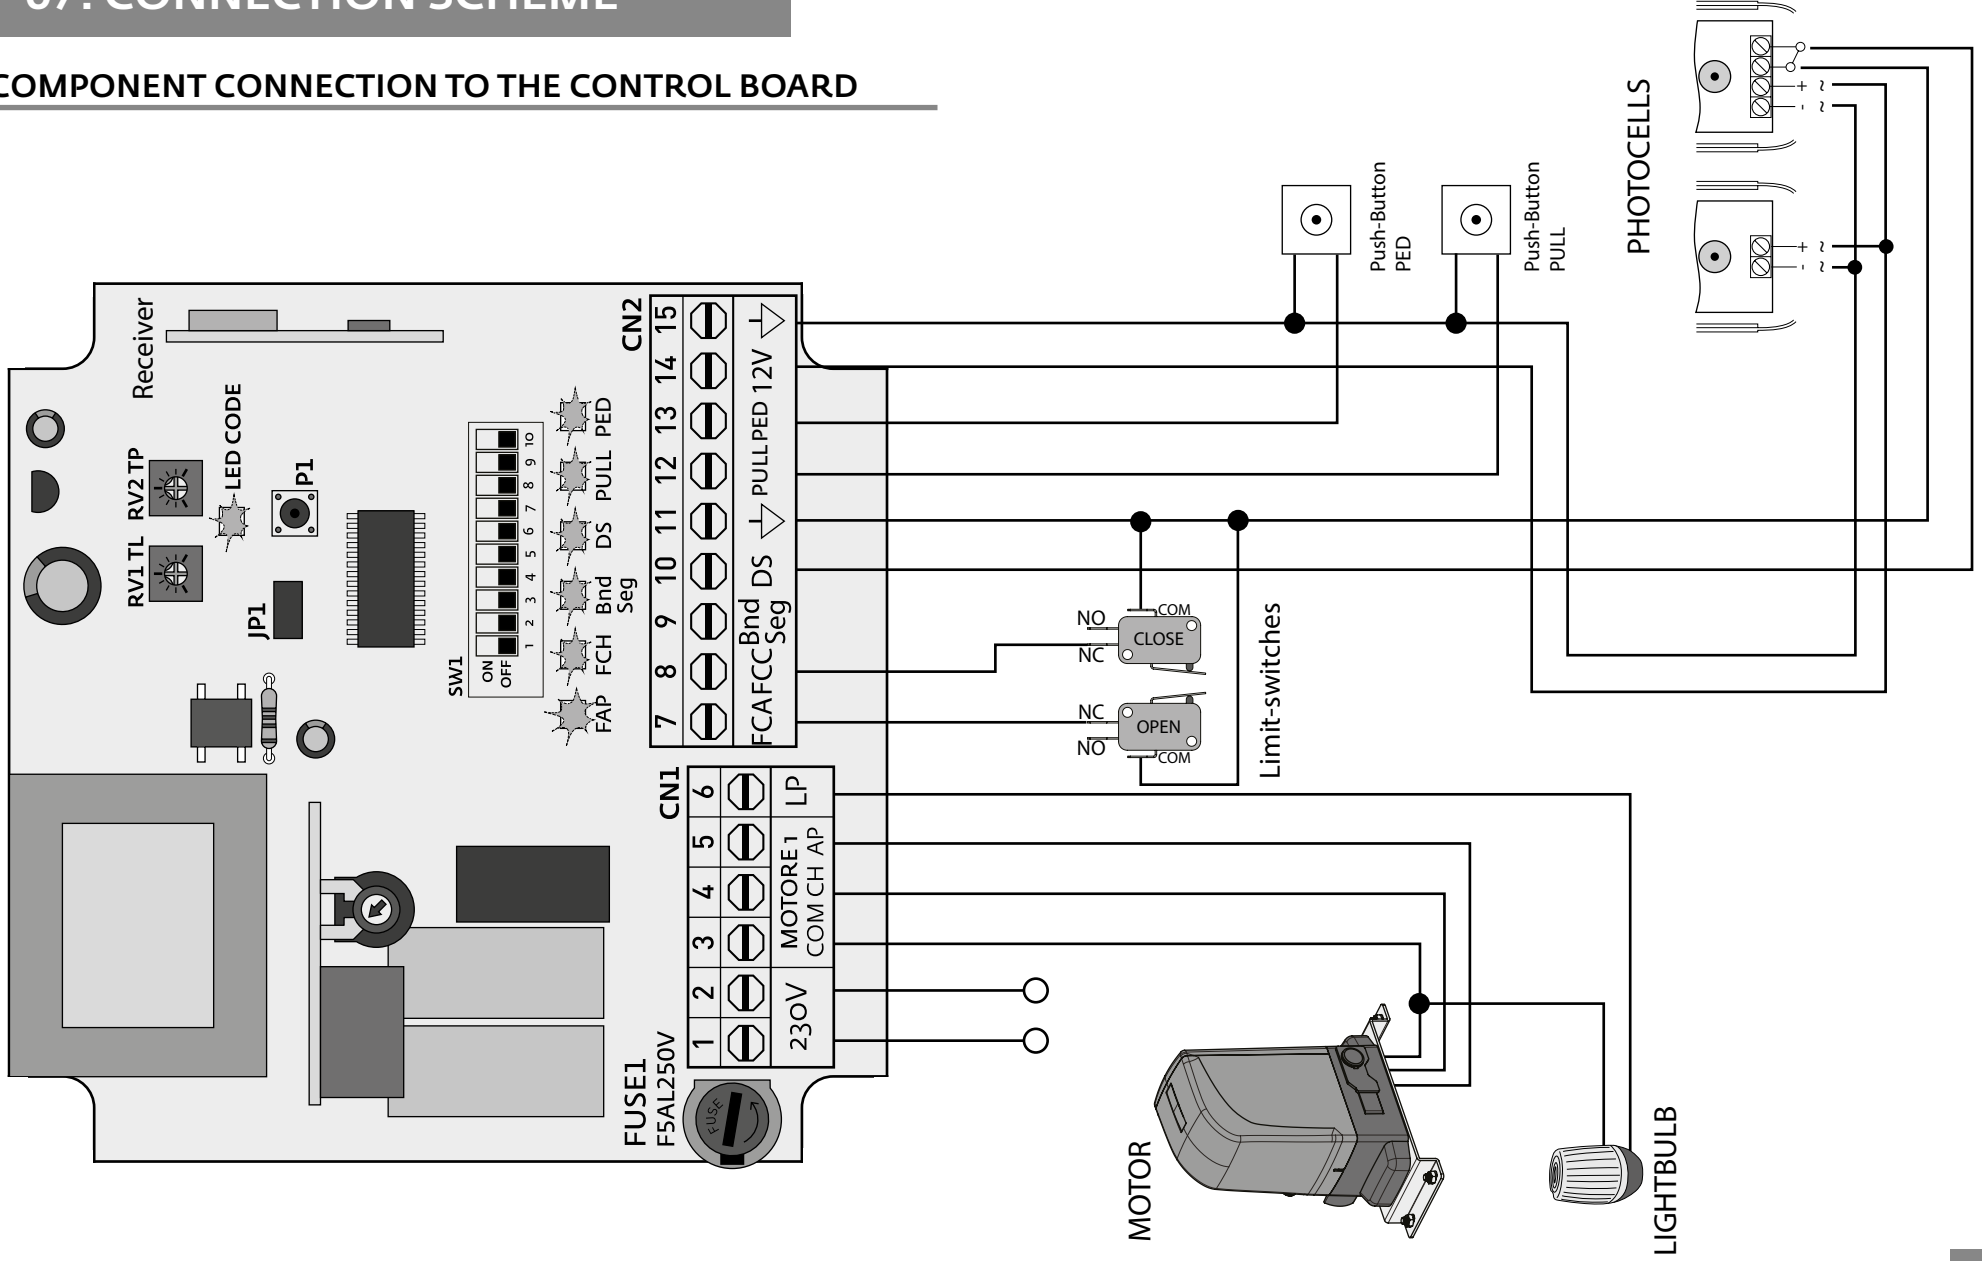 07. CONNECTION SCHEME
COMPONENT CONNECTION TO THE CONTROL BOARD
Receiver
LED CODE
RV2 TP
RV1 TL
P1
JP1
SW1
ON
OFF
1 2 3 4 5 6 7 8 9 10
FAP
FCH
Bnd
Seg
DS
PULL
PED
CN2
7 8 9 10 11 12 13 14 15
FCA FCC Bnd
Seg
DS
PULL PED 12V
CN1
1 2 3 4 5 6
230V
MOTORE 1
COM CH AP
LP
FUSE1
F5AL250V
FUSE
Push-Button
PED
Push-Button
PULL
PHOTOCELLS
+ ~
- ~
+ ~
- ~
NO
COM
CLOSE
NC
NC
OPEN
NO
COM
Limit-switches
MOTOR
LIGHTBULB